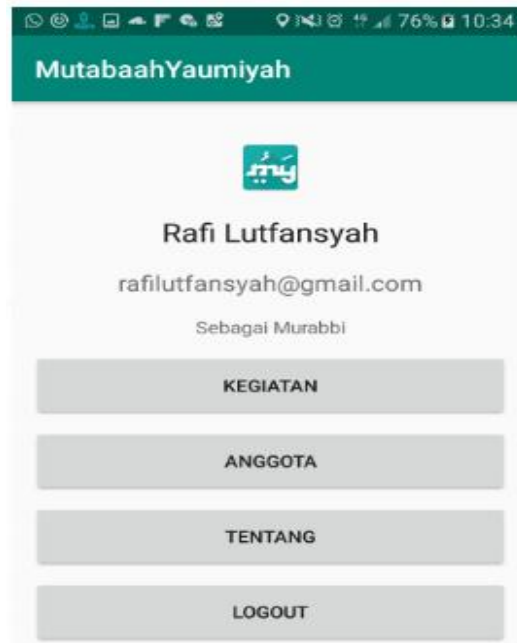 76% 10:34
MutabaahYaumiyah
Rafi Lutfansyah
rafilutfansyah@gmail.com
Sebagai Murabbi
KEGIATAN
ANGGOTA
TENTANG
LOGOUT